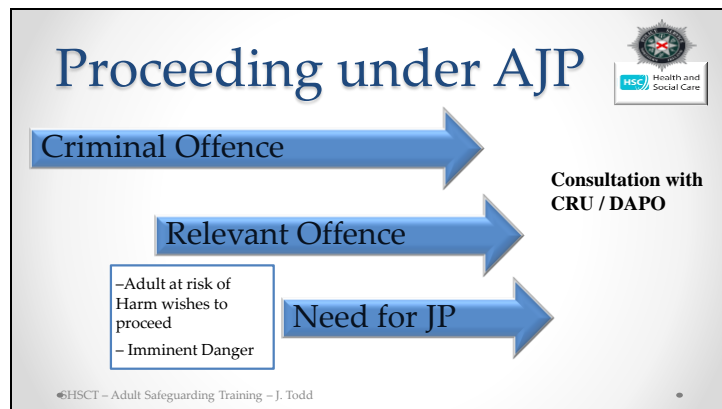 Proceeding under AJP
HSC Health and
Social Care
Criminal Offence
Consultation with
CRU / DAPO
Relevant Offence
–Adult at risk of
Harm wishes to
proceed
– Imminent Danger
Need for JP
SHSCT – Adult Safeguarding Training – J. Todd